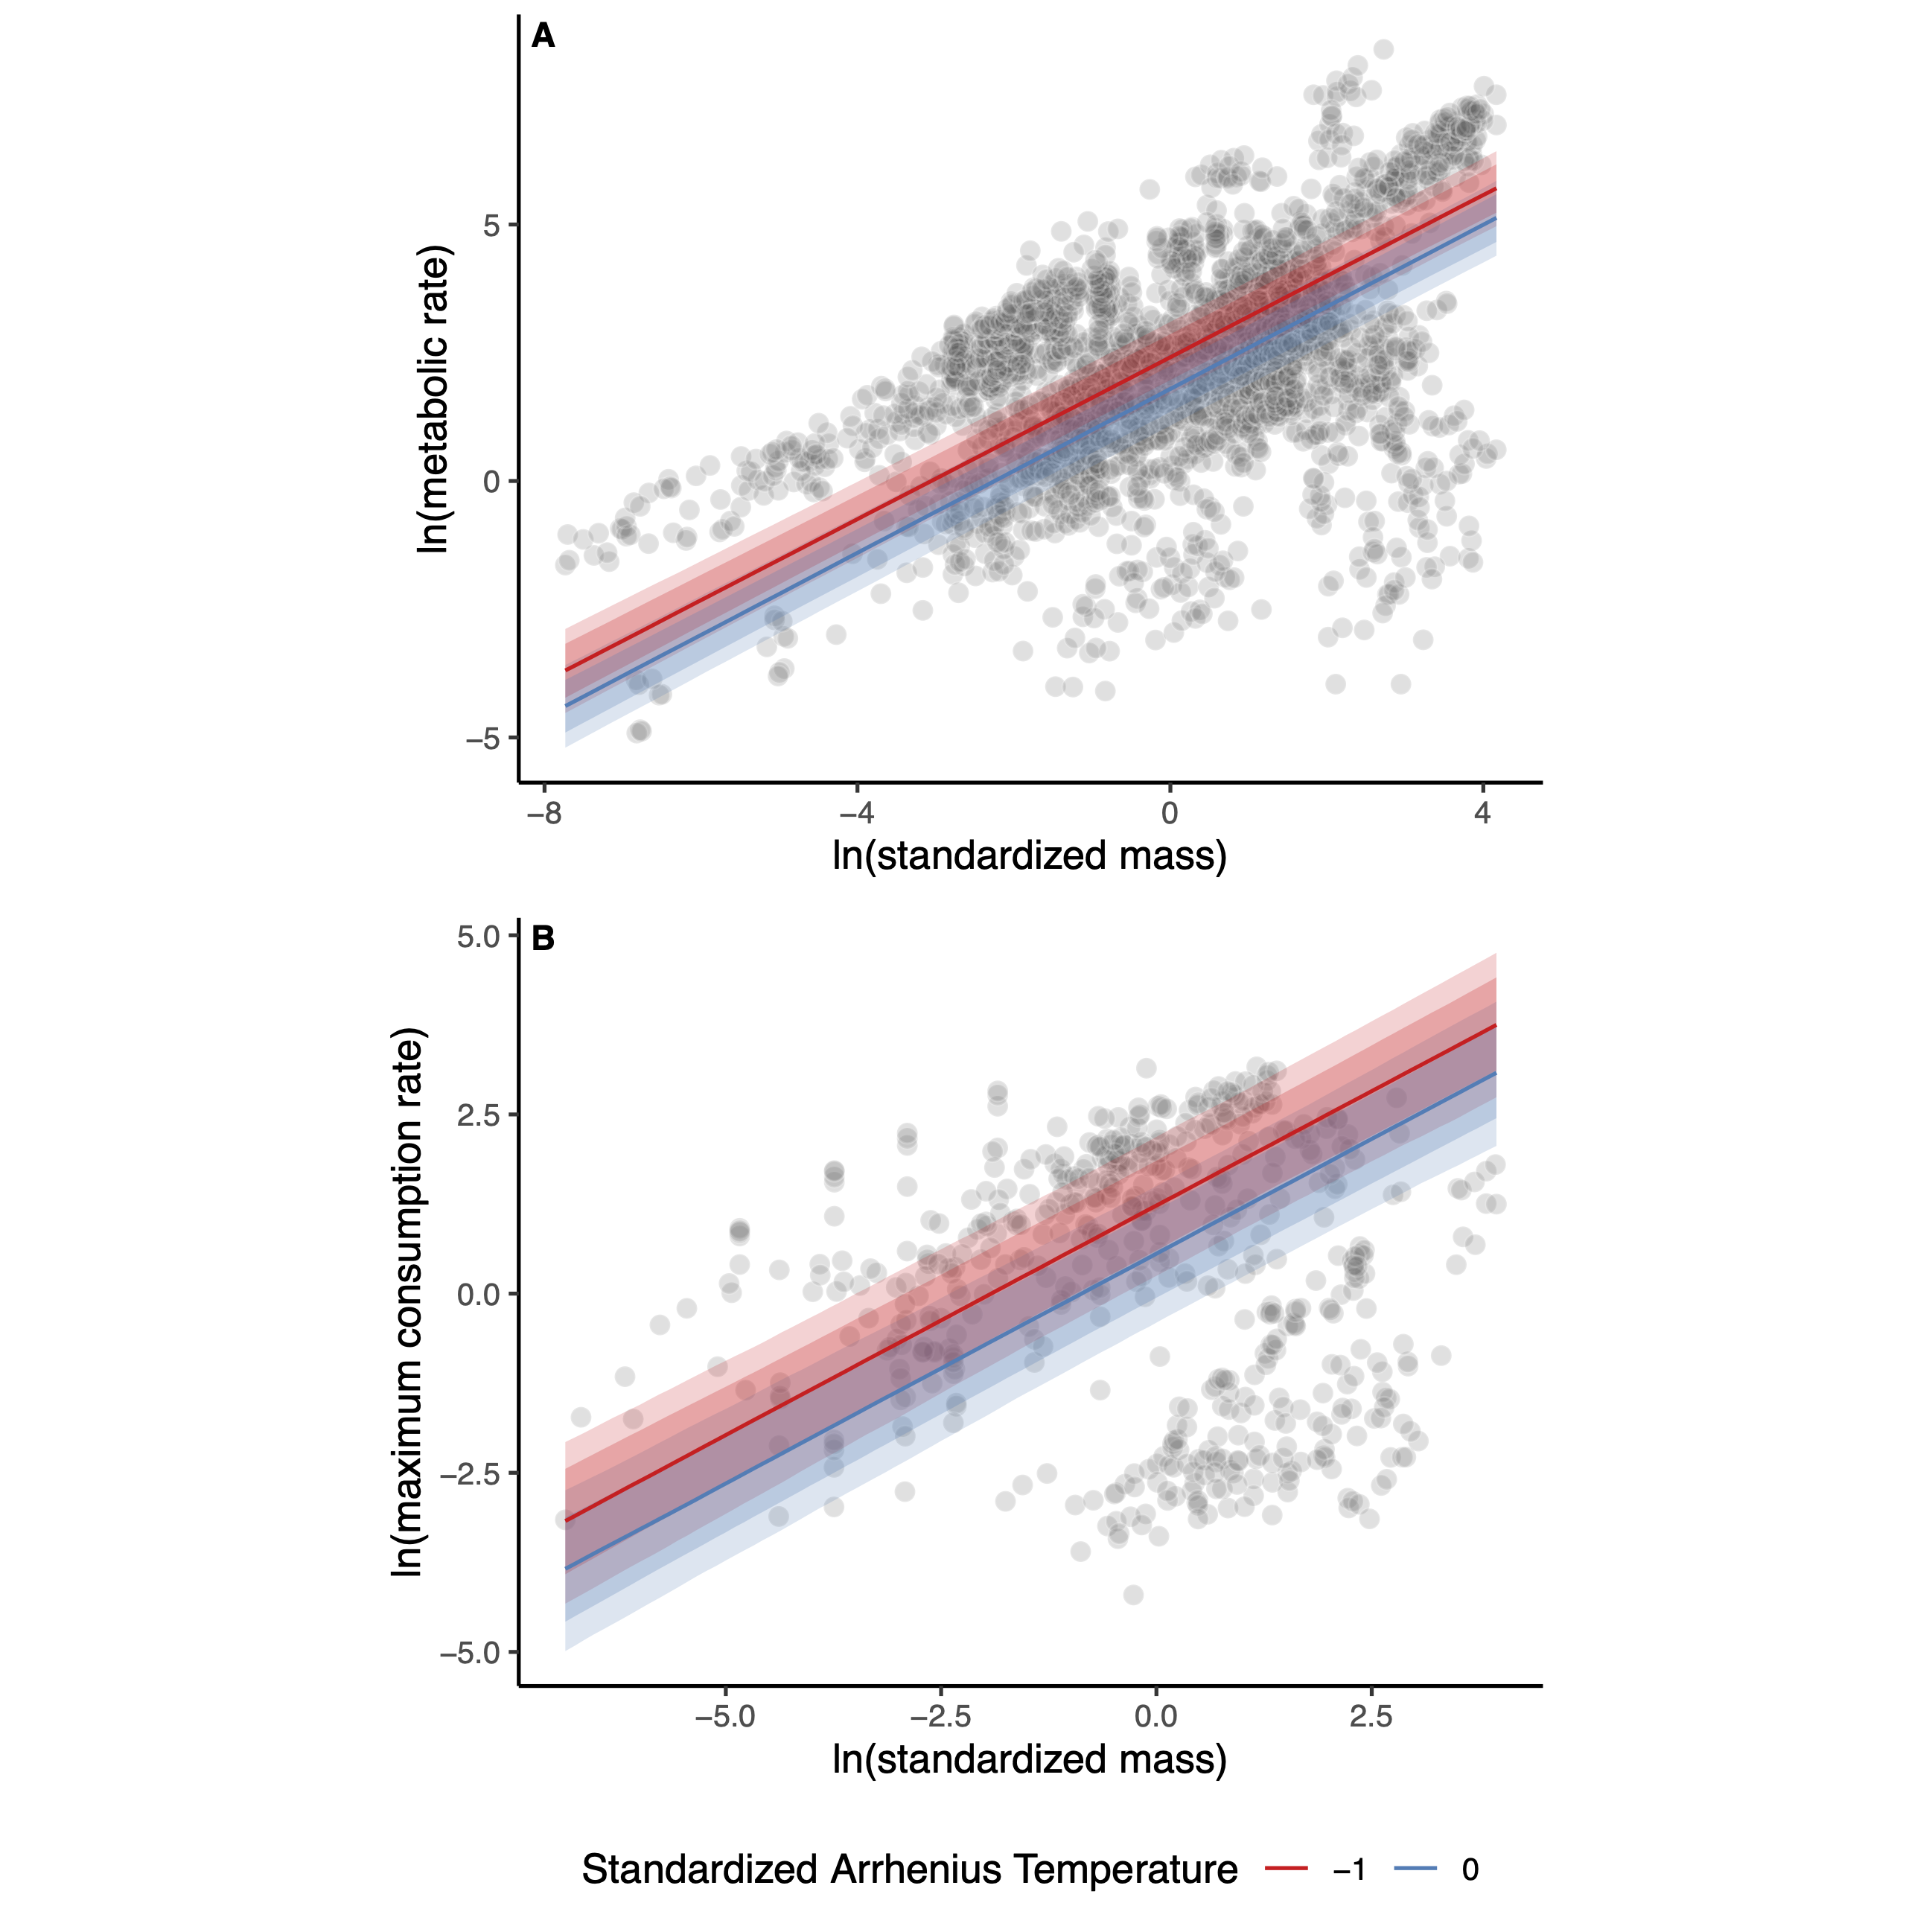 A
ln(metabolic rate)
5
0
−5
−8 −4 0 4
ln(standardized mass)
B
ln(maximum consumption rate)
5.0
2.5
0.0
−2.5
−5.0
−5.0 −2.5 0.0 2.5
ln(standardized mass)
Standardized Arrhenius Temperature −1 0